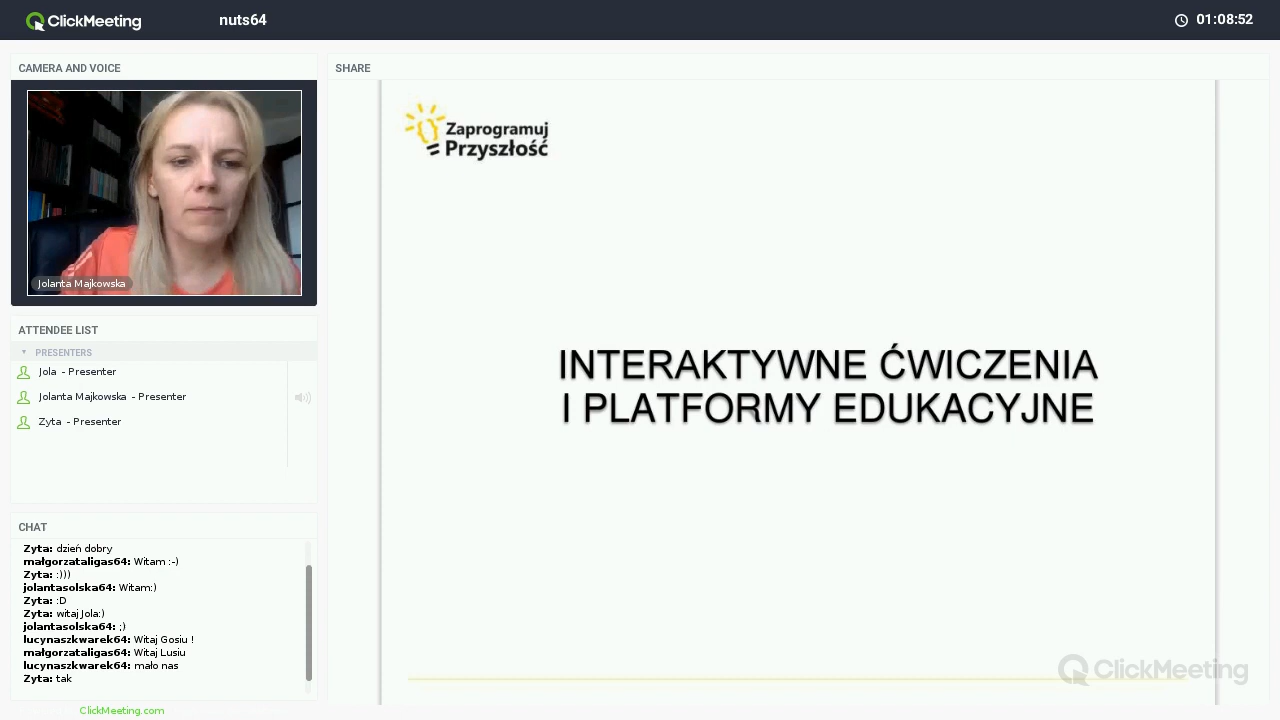 ClickMeeting
nuts64
01:08:52
CAMERA AND VOICE
SHARE
Jolanta Majkowska
Zaprogramuj
Przyszłość
INTERAKTYWNE ĆWICZENIA
I PLATFORMY EDUKACYJNE
ATTENDEE LIST
PRESENTERS
Jola - Presenter
Jolanta Majkowska - Presenter
Zyta - Presenter
CHAT
Zyta: dzień dobry
małgorzataligas64: Witam :-)
Zyta: :)))
jolantasolska64: Witam:)
Zyta: :D
Zyta: witaj Jola:)
jolantasolska64: ;)
lucynaszkwarek64: Witaj Gosiu !
małgorzataligas64: Witaj Lusiu
lucynaszkwarek64: mało nas
Zyta: tak
ClickMeeting
ClickMeeting.com